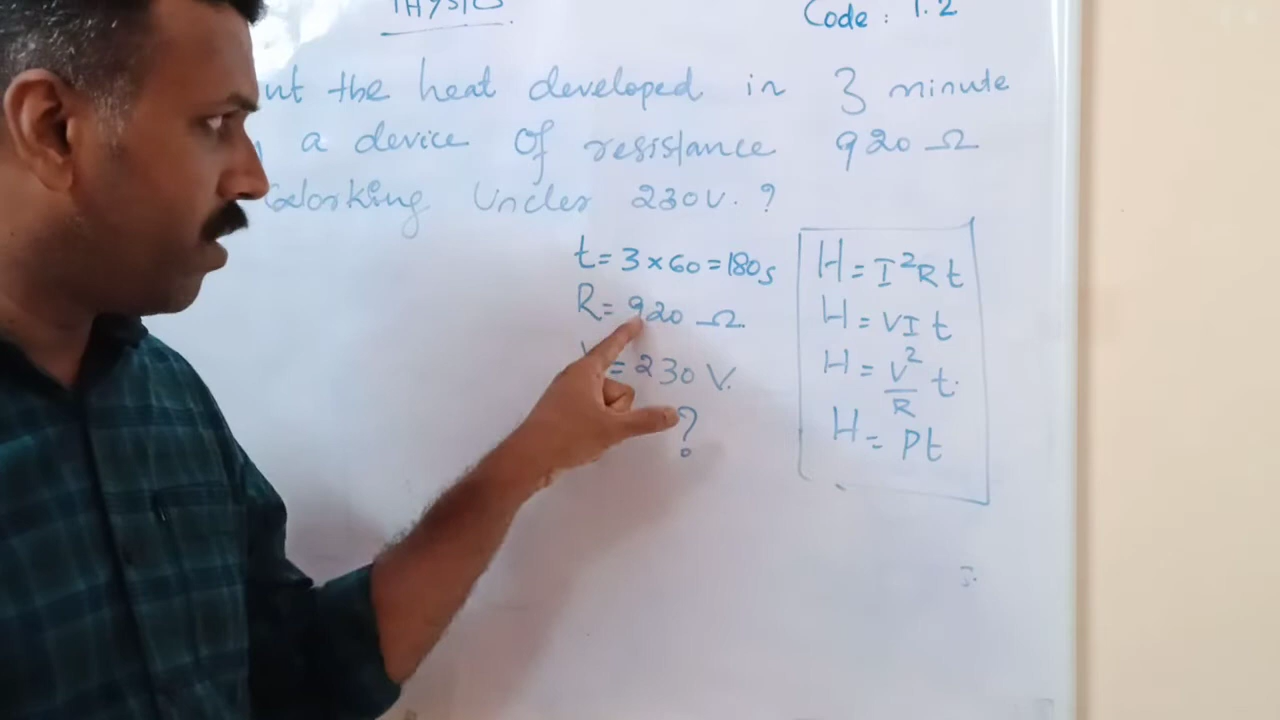 PHYSICS
Code : 1.2
the heat developed in 3 minute
a device of resistance 920 Ω
Working Under 230V. ?
t= 3×60=180s
R= 920 Ω
= 230 V.
?
H= I²Rt
H= VIt
H= V²/R t.
H= Pt